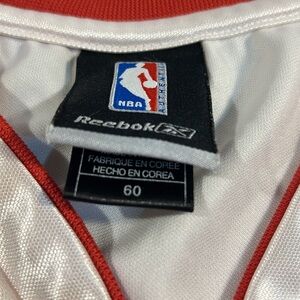 NBA
AUTHENTIC
Reebok
FABRIQUE EN COREE
HECHO EN COREA
60